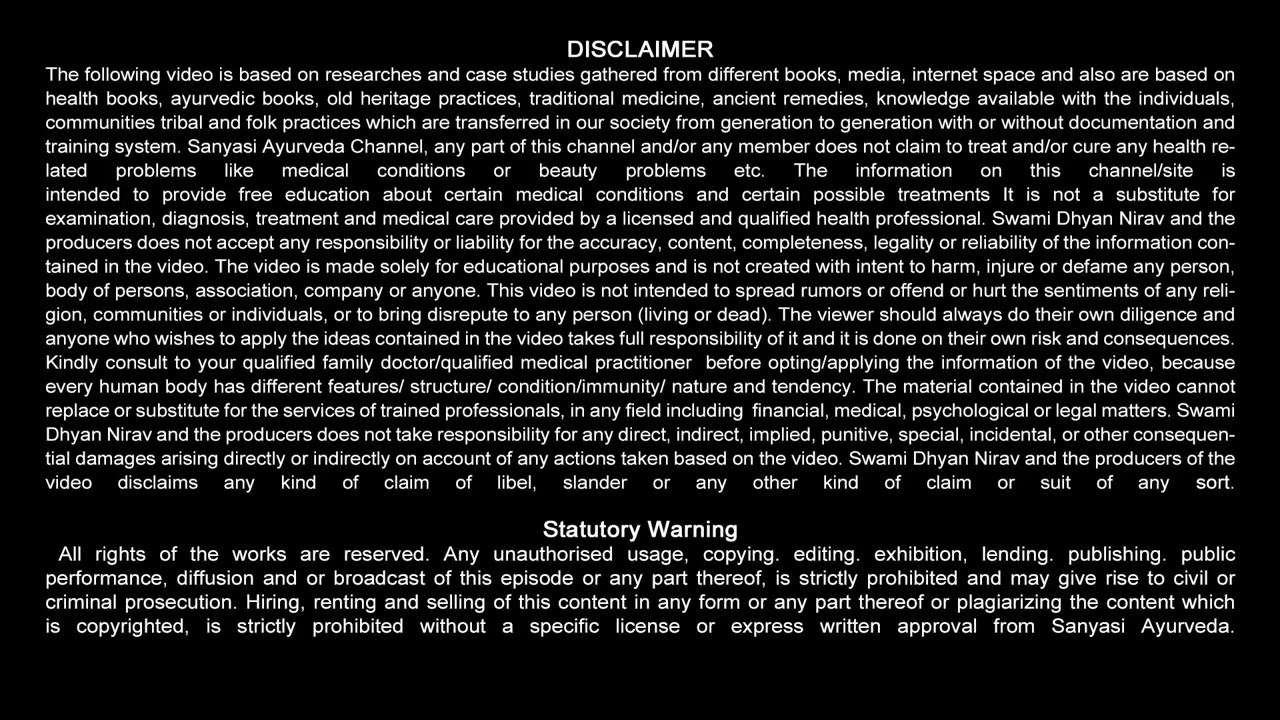 DISCLAIMER
The following video is based on researches and case studies gathered from different books, media, internet space and also are based on
health books, ayurvedic books, old heritage practices, traditional medicine, ancient remedies, knowledge available with the individuals,
communities tribal and folk practices which are transferred in our society from generation to generation with or without documentation and
training system. Sanyasi Ayurveda Channel, any part of this channel and/or any member does not claim to treat and/or cure any health re-
lated problems like medical conditions or beauty problems etc. The information on this channel/site is
intended to provide free education about certain medical conditions and certain possible treatments It is not a substitute for
examination, diagnosis, treatment and medical care provided by a licensed and qualified health professional. Swami Dhyan Nirav and the
producers does not accept any responsibility or liability for the accuracy, content, completeness, legality or reliability of the information con-
tained in the video. The video is made solely for educational purposes and is not created with intent to harm, injure or defame any person,
body of persons, association, company or anyone. This video is not intended to spread rumors or offend or hurt the sentiments of any reli-
gion, communities or individuals, or to bring disrepute to any person (living or dead). The viewer should always do their own diligence and
anyone who wishes to apply the ideas contained in the video takes full responsibility of it and it is done on their own risk and consequences.
Kindly consult to your qualified family doctor/qualified medical practitioner before opting/applying the information of the video, because
every human body has different features/ structure/ condition/immunity/ nature and tendency. The material contained in the video cannot
replace or substitute for the services of trained professionals, in any field including financial, medical, psychological or legal matters. Swami
Dhyan Nirav and the producers does not take responsibility for any direct, indirect, implied, punitive, special, incidental, or other consequen-
tial damages arising directly or indirectly on account of any actions taken based on the video. Swami Dhyan Nirav and the producers of the
video disclaims any kind of claim of libel, slander or any other kind of claim or suit of any sort.
Statutory Warning
All rights of the works are reserved. Any unauthorised usage, copying. editing. exhibition, lending. publishing. public
performance, diffusion and or broadcast of this episode or any part thereof, is strictly prohibited and may give rise to civil or
criminal prosecution. Hiring, renting and selling of this content in any form or any part thereof or plagiarizing the content which
is copyrighted, is strictly prohibited without a specific license or express written approval from Sanyasi Ayurveda.